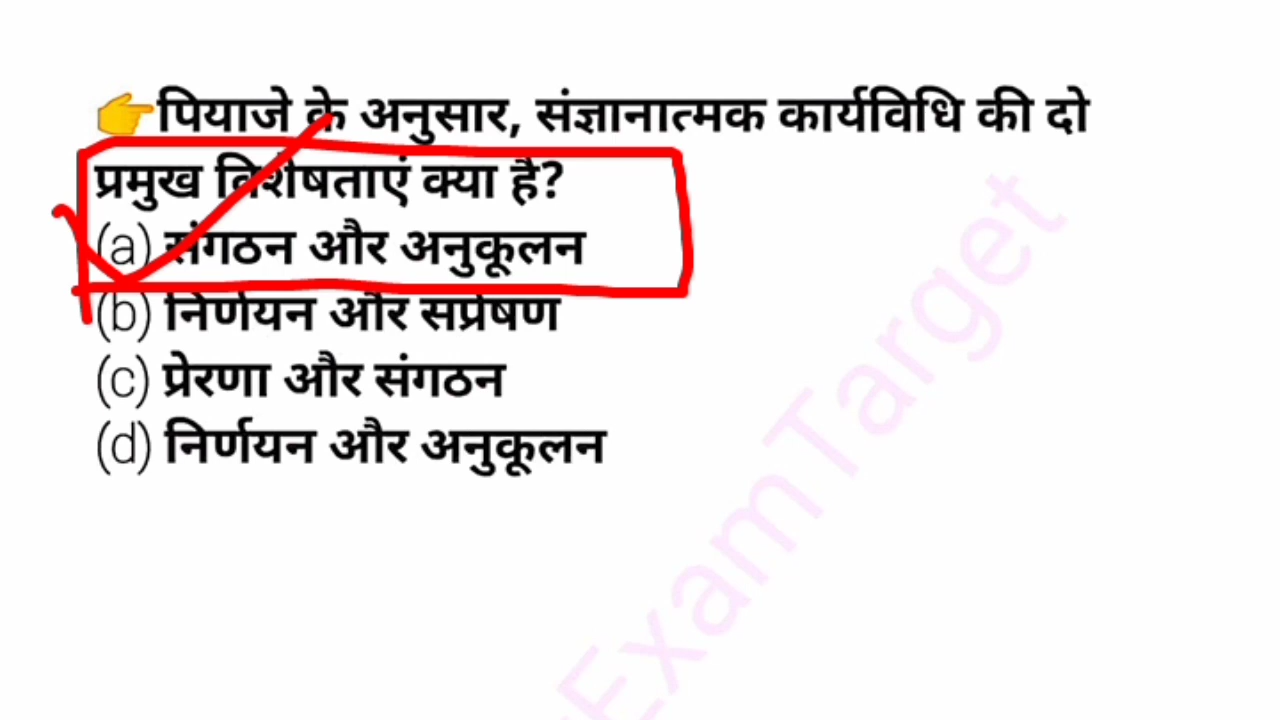 👉पियाजे के अनुसार, संज्ञानात्मक कार्यविधि की दो
प्रमुख विशेषताएं क्या है?
(a) संगठन और अनुकूलन
(b) निर्णयन और संप्रेषण
(c) प्रेरणा और संगठन
(d) निर्णयन और अनुकूलन
ExamTarget